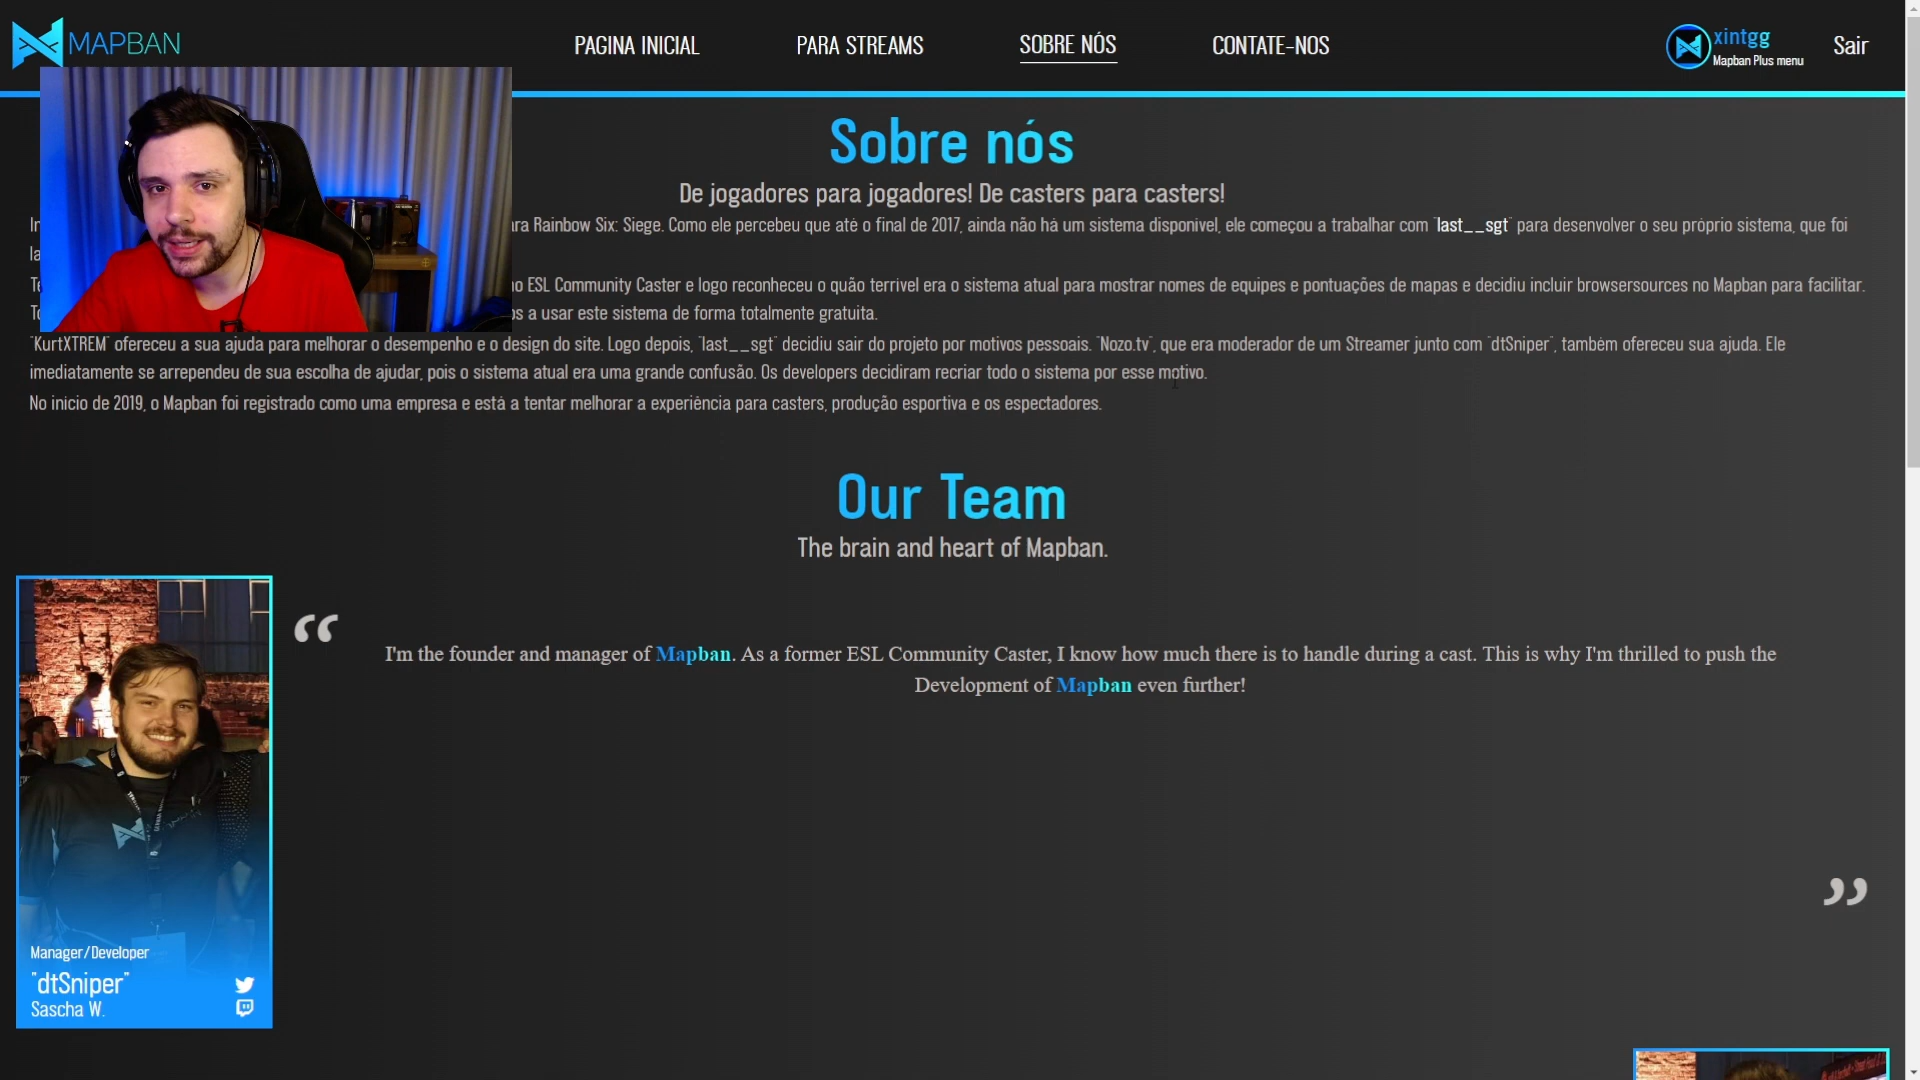 MAPBAN
PAGINA INICIAL
PARA STREAMS
SOBRE NÓS
CONTATE-NOS
xintgg
Mapban Plus menu
Sair
Sobre nós
De jogadores para jogadores! De casters para casters!
Rainbow Six: Siege. Como ele percebeu que até o final de 2017, ainda não há um sistema disponível, ele começou a trabalhar com "last__sgt" para desenvolver o seu próprio sistema, que foi
ESL Community Caster e logo reconheceu o quão terrível era o sistema atual para mostrar nomes de equipes e pontuações de mapas e decidiu incluir browsersources no Mapban para facilitar.
a usar este sistema de forma totalmente gratuita.
"KurtXTREM" ofereceu a sua ajuda para melhorar o desempenho e o design do site. Logo depois, "last__sgt" decidiu sair do projeto por motivos pessoais. "Nozo.tv", que era moderador de um Streamer junto com "dtSniper", também ofereceu sua ajuda. Ele
imediatamente se arrependeu de sua escolha de ajudar, pois o sistema atual era uma grande confusão. Os developers decidiram recriar todo o sistema por esse motivo.
No início de 2019, o Mapban foi registrado como uma empresa e está a tentar melhorar a experiência para casters, produção esportiva e os espectadores.
Our Team
The brain and heart of Mapban.
“
I'm the founder and manager of Mapban. As a former ESL Community Caster, I know how much there is to handle during a cast. This is why I'm thrilled to push the
Development of Mapban even further!
”
Manager/Developer
"dtSniper"
Sascha W.